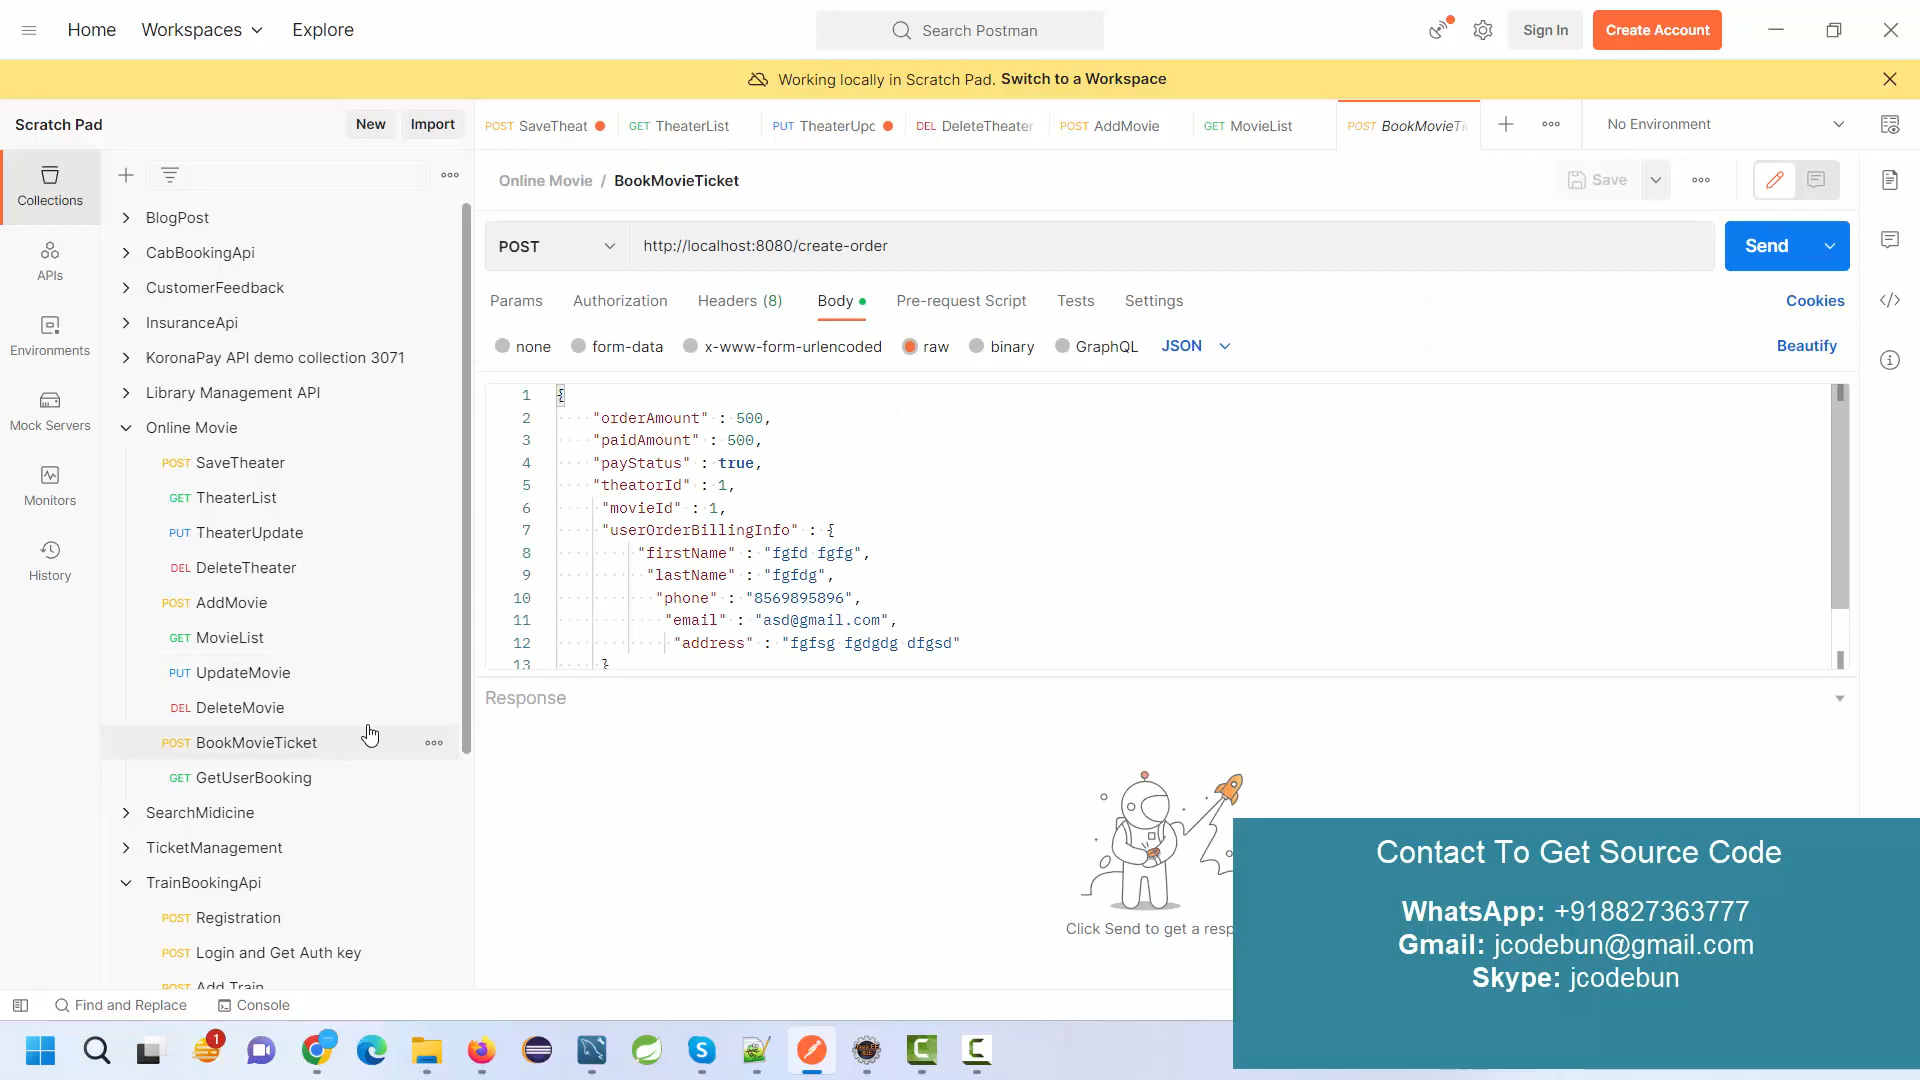 Home Workspaces Explore
Search Postman
Sign In Create Account
Working locally in Scratch Pad. Switch to a Workspace
Scratch Pad New Import
POST SaveTheat GET TheaterList PUT TheaterUpd DEL DeleteTheater POST AddMovie GET MovieList POST BookMovieTi
No Environment
Online Movie / BookMovieTicket
Save
POST http://localhost:8080/create-order
Send
Params Authorization Headers (8) Body Pre-request Script Tests Settings Cookies
none form-data x-www-form-urlencoded raw binary GraphQL JSON Beautify
1 {
2 "orderAmount" : 500,
3 "paidAmount" : 500,
4 "payStatus" : true,
5 "theatorId" : 1,
6 "movieId" : 1,
7 "userOrderBillingInfo" : {
8 "firstName" : "fgfd fgfg",
9 "lastName" : "fgfdg",
10 "phone" : "8569895896",
11 "email" : "asd@gmail.com",
12 "address" : "fgfsg fgdgdg dfgsd"
13 }
Response
Click Send to get a resp
Collections
APIs
Environments
Mock Servers
Monitors
History
BlogPost
CabBookingApi
CustomerFeedback
InsuranceApi
KoronaPay API demo collection 3071
Library Management API
Online Movie
POST SaveTheater
GET TheaterList
PUT TheaterUpdate
DEL DeleteTheater
POST AddMovie
GET MovieList
PUT UpdateMovie
DEL DeleteMovie
POST BookMovieTicket
GET GetUserBooking
SearchMidicine
TicketManagement
TrainBookingApi
POST Registration
POST Login and Get Auth key
POST Add Train
Find and Replace Console
Contact To Get Source Code
WhatsApp: +918827363777
Gmail: jcodebun@gmail.com
Skype: jcodebun
1